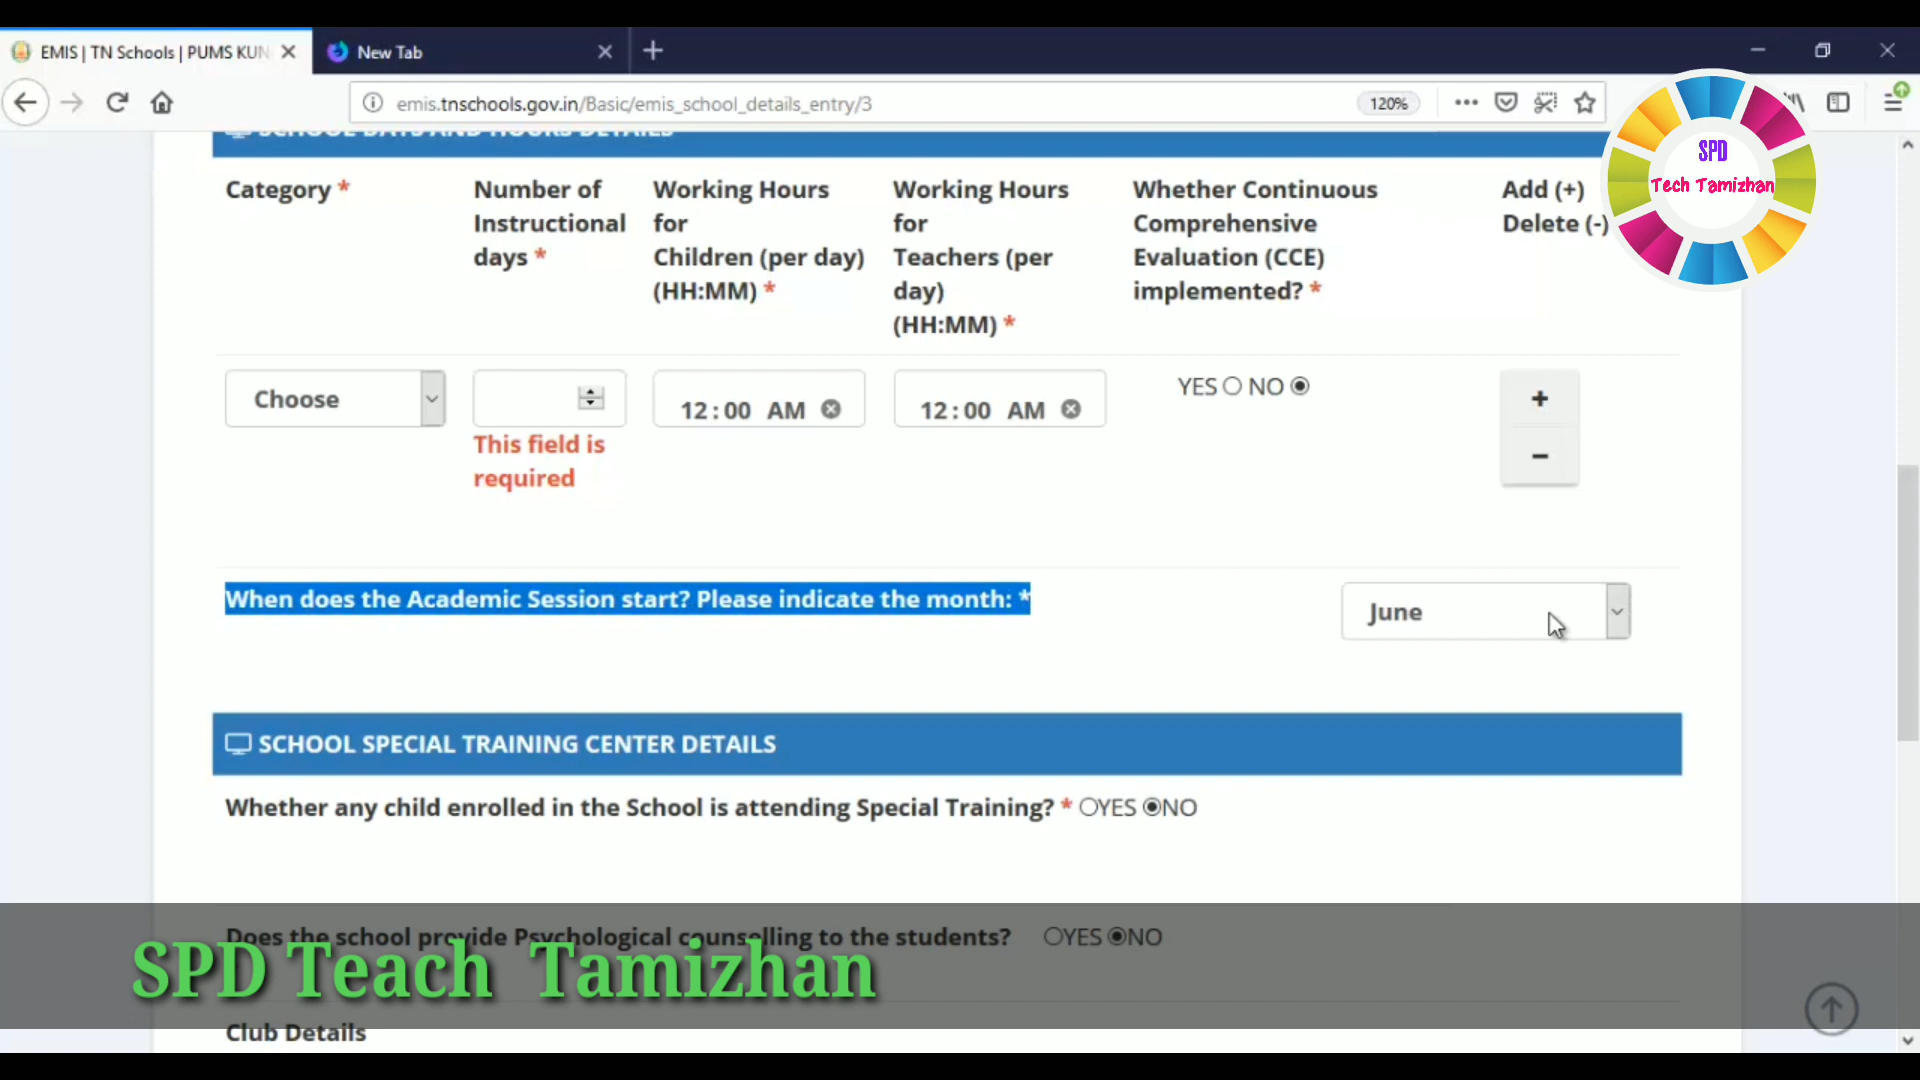 EMIS | TN Schools | PUMS KUN
New Tab
emis.tnschools.gov.in/Basic/emis_school_details_entry/3
120%
SCHOOL DAYS AND HOURS DETAILS
SPD
Tech Tamizhan
Category *
Number of
Instructional
days *
Working Hours
for
Children (per day)
(HH:MM) *
Working Hours
for
Teachers (per
day)
(HH:MM) *
Whether Continuous
Comprehensive
Evaluation (CCE)
implemented? *
Add (+)
Delete (-)
Choose
12:00 AM
12:00 AM
YES NO
+
-
This field is
required
When does the Academic Session start? Please indicate the month: *
June
SCHOOL SPECIAL TRAINING CENTER DETAILS
Whether any child enrolled in the School is attending Special Training? * YES NO
Does the school provide Psychological counselling to the students? YES NO
SPD Teach Tamizhan
Club Details